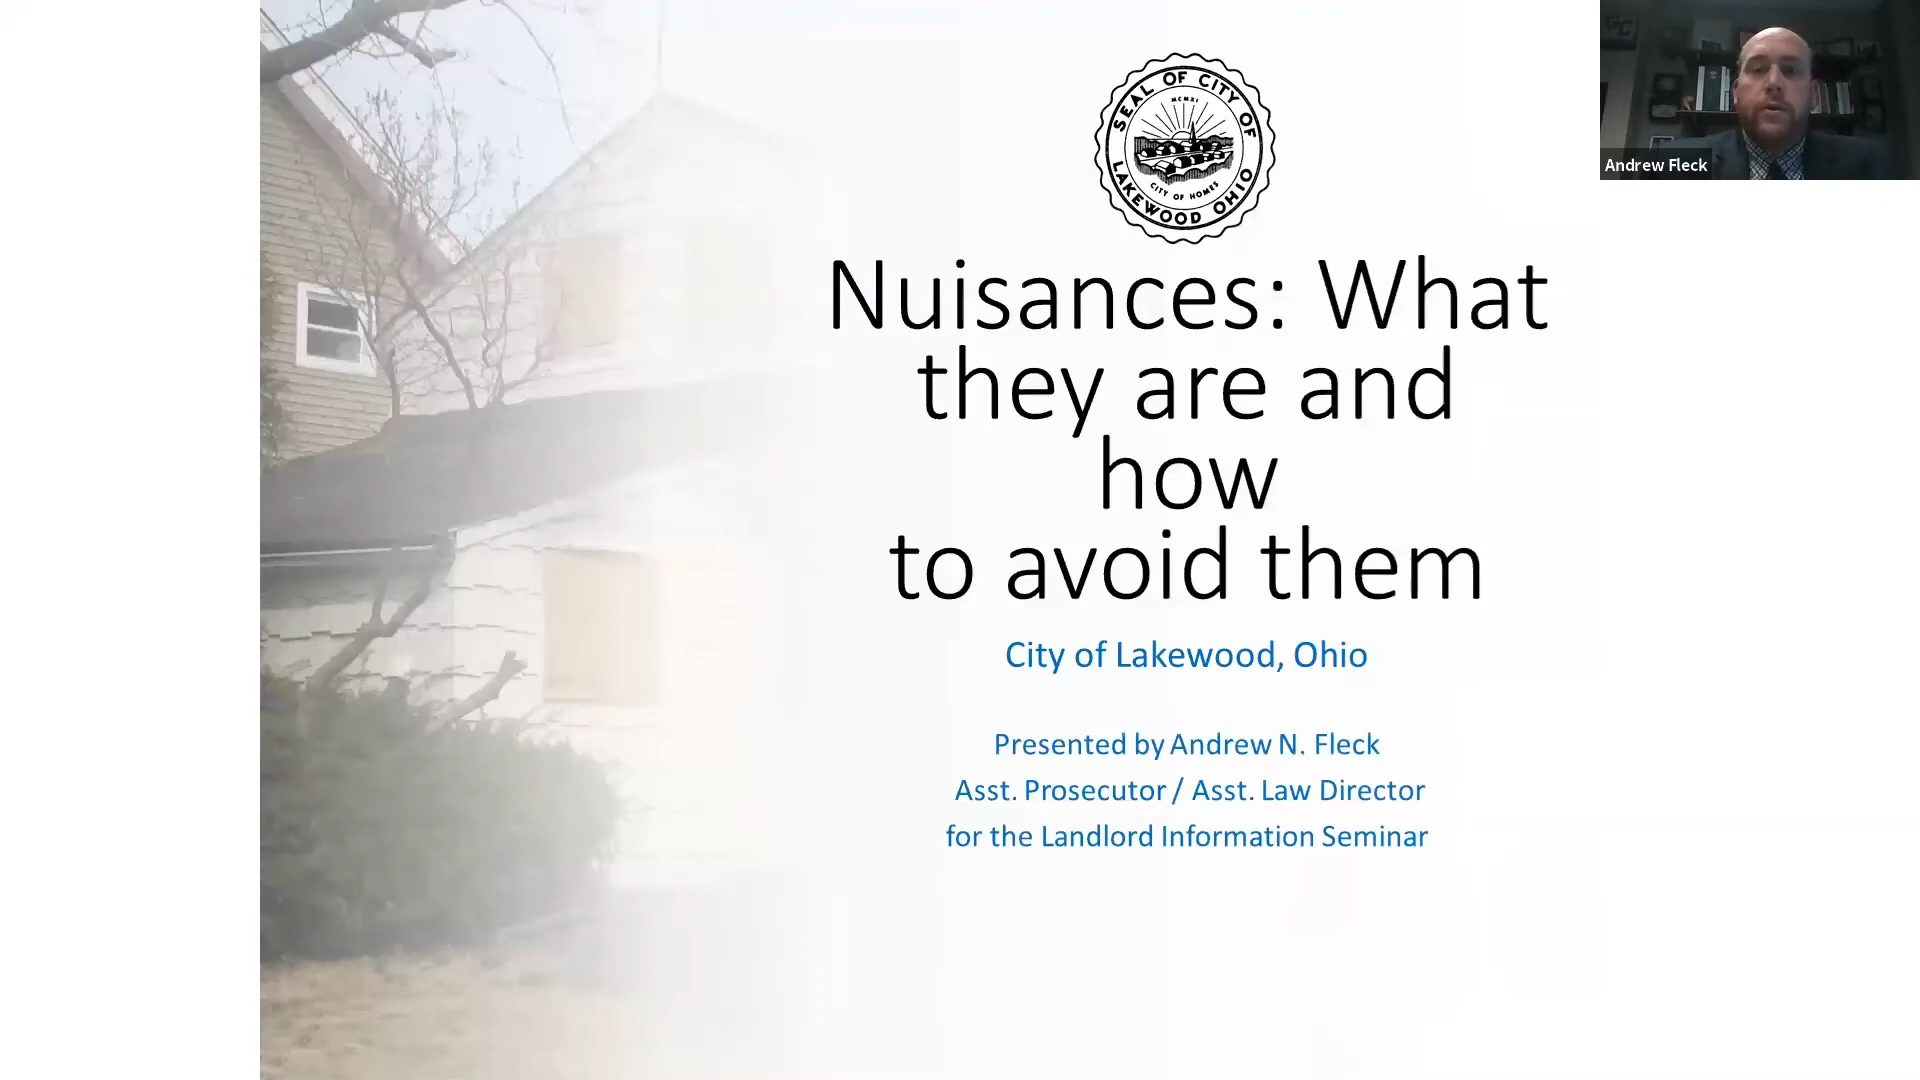 SEAL OF CITY OF
MCMXI
CITY OF HOMES
LAKEWOOD OHIO
Nuisances: What
they are and
how
to avoid them
City of Lakewood, Ohio
Presented by Andrew N. Fleck
Asst. Prosecutor / Asst. Law Director
for the Landlord Information Seminar
Andrew Fleck